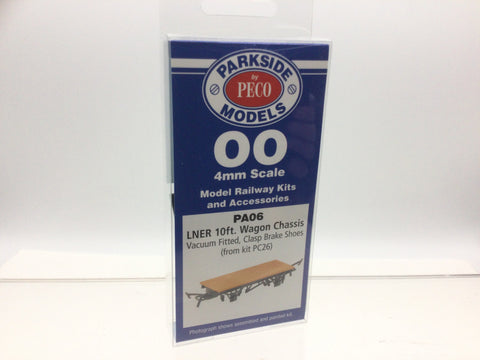 PARKSIDE
by
PECO
MODELS
OO
4mm Scale
Model Railway Kits
and Accessories
PA06
LNER 10ft. Wagon Chassis
Vacuum Fitted, Clasp Brake Shoes
(from kit PC26)
Photograph shows assembled and painted kit.